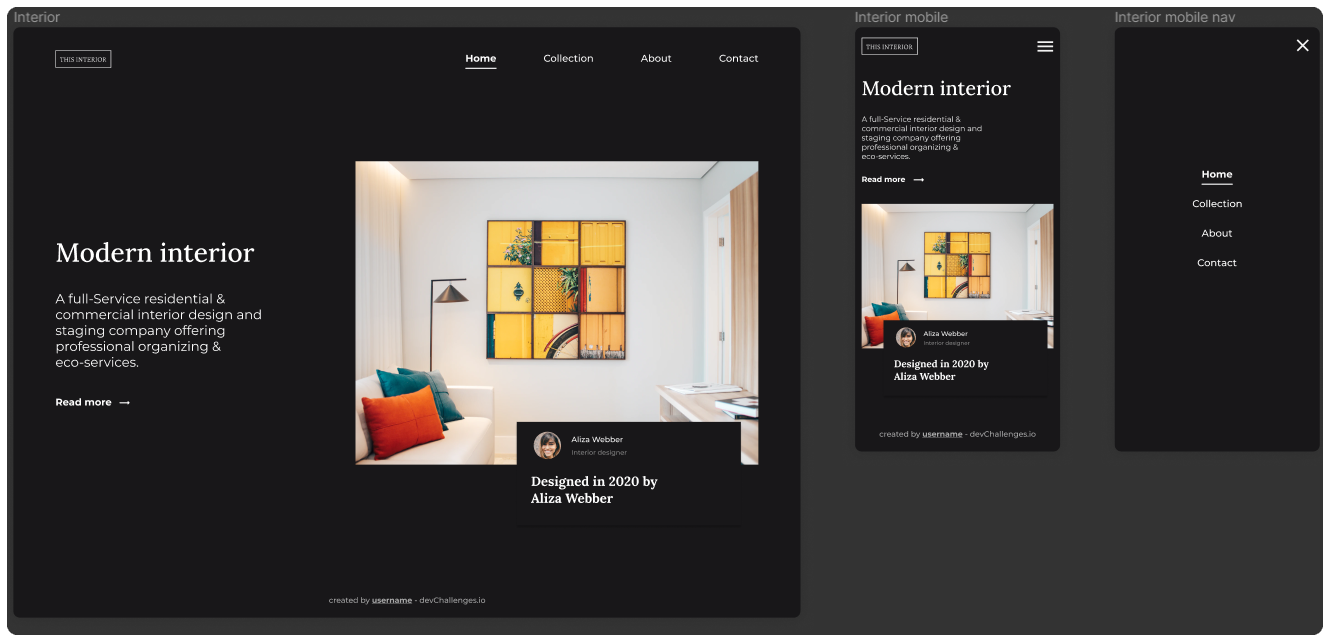 Interior
THIS INTERIOR
Home
Collection
About
Contact
Modern interior
A full-Service residential &
commercial interior design and
staging company offering
professional organizing &
eco-services.
Read more
Aliza Webber
Interior designer
Designed in 2020 by
Aliza Webber
created by username - devChallenges.io
Interior mobile
THIS INTERIOR
Modern interior
A full-Service residential &
commercial interior design and
staging company offering
professional organizing &
eco-services.
Read more
Aliza Webber
Interior designer
Designed in 2020 by
Aliza Webber
created by username - devChallenges.io
Interior mobile nav
Home
Collection
About
Contact